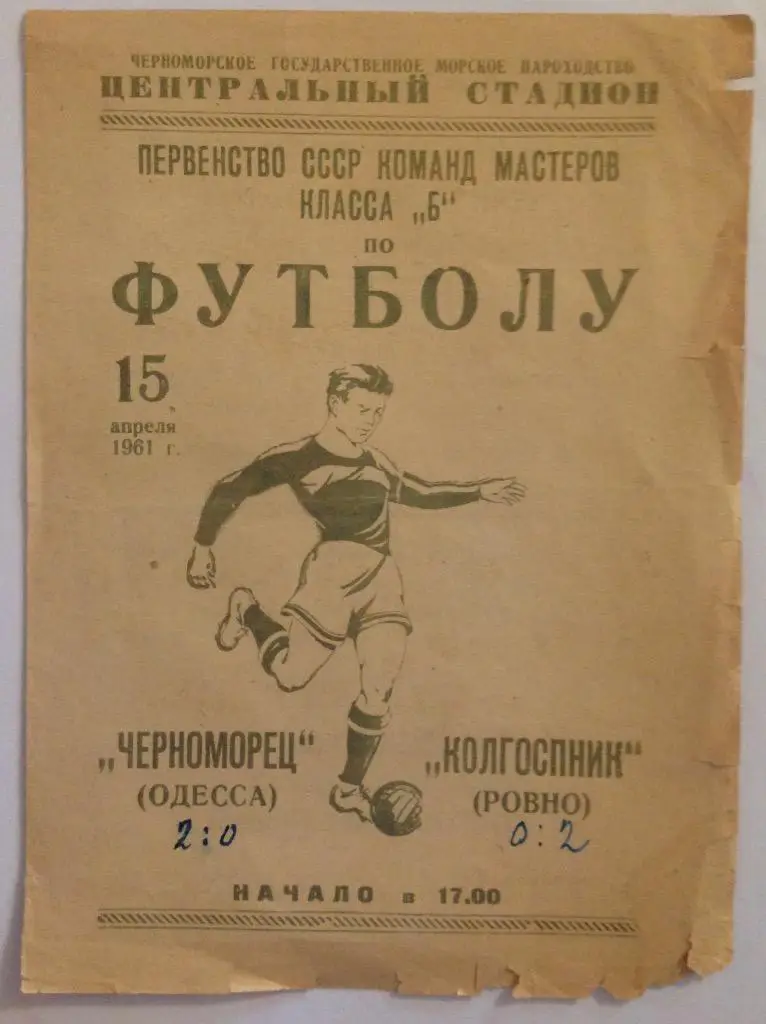 ЧЕРНОМОРСКОЕ ГОСУДАРСТВЕННОЕ МОРСКОЕ ПАРОХОДСТВО
ЦЕНТРАЛЬНЫЙ СТАДИОН
ПЕРВЕНСТВО СССР КОМАНД МАСТЕРОВ
КЛАССА „Б“
ПО
ФУТБОЛУ
15
апреля
1961 г.
„ЧЕРНОМОРЕЦ“
(ОДЕССА)
2:0
„КОЛГОСПНИК“
(РОВНО)
0:2
НАЧАЛО в 17.00